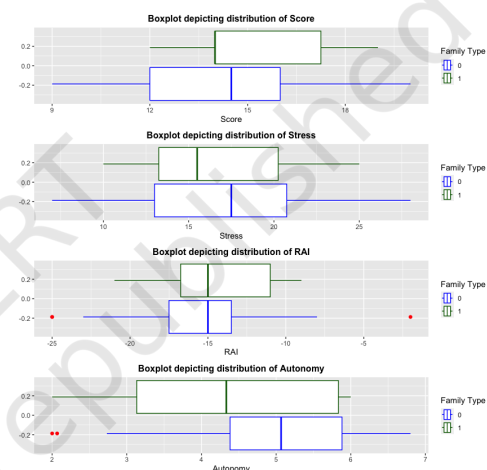 Boxplot depicting distribution of Score
0.2
0.0
-0.2
9 12 15 18
Score
Family Type
0
1
Boxplot depicting distribution of Stress
0.2
0.0
-0.2
10 15 20 25
Stress
Family Type
0
1
Boxplot depicting distribution of RAI
0.2
0.0
-0.2
-25 -20 -15 -10 -5
RAI
Family Type
0
1
Boxplot depicting distribution of Autonomy
0.2
0.0
-0.2
2 3 4 5 6 7
Autonomy
Family Type
0
1
ERT
epublished